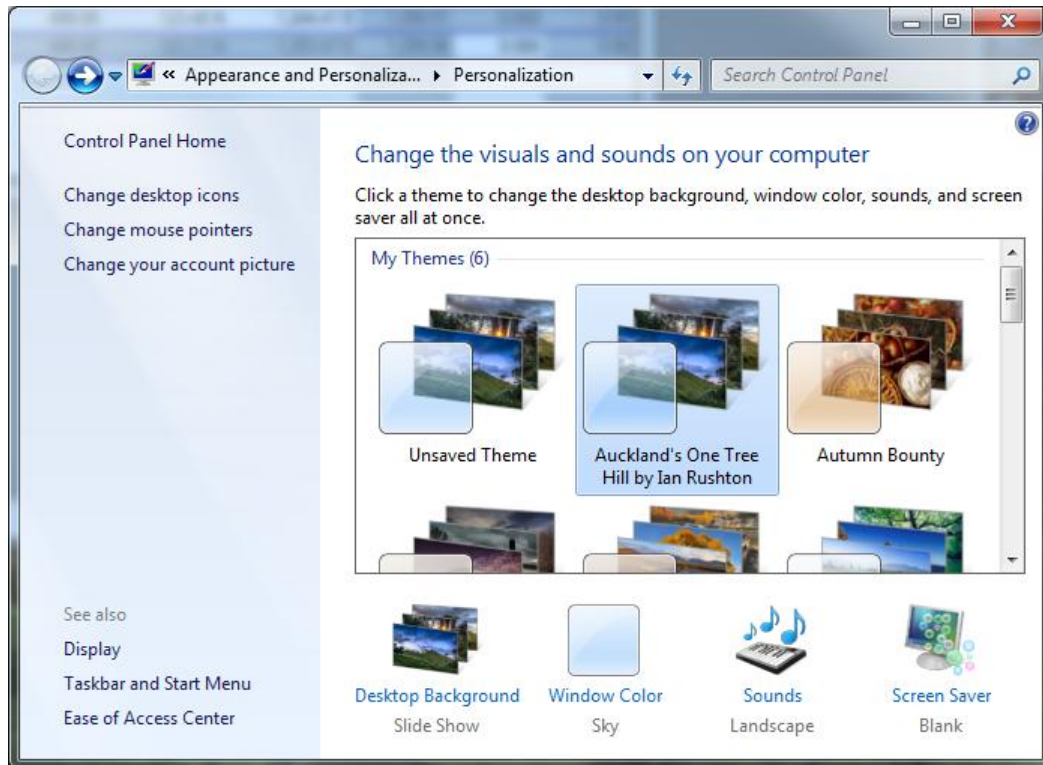 « Appearance and Personaliza... ▸ Personalization
Search Control Panel
Control Panel Home
Change desktop icons
Change mouse pointers
Change your account picture
See also
Display
Taskbar and Start Menu
Ease of Access Center
Change the visuals and sounds on your computer
Click a theme to change the desktop background, window color, sounds, and screen
saver all at once.
My Themes (6)
Unsaved Theme
Auckland's One Tree
Hill by Ian Rushton
Autumn Bounty
Desktop Background
Slide Show
Window Color
Sky
Sounds
Landscape
Screen Saver
Blank